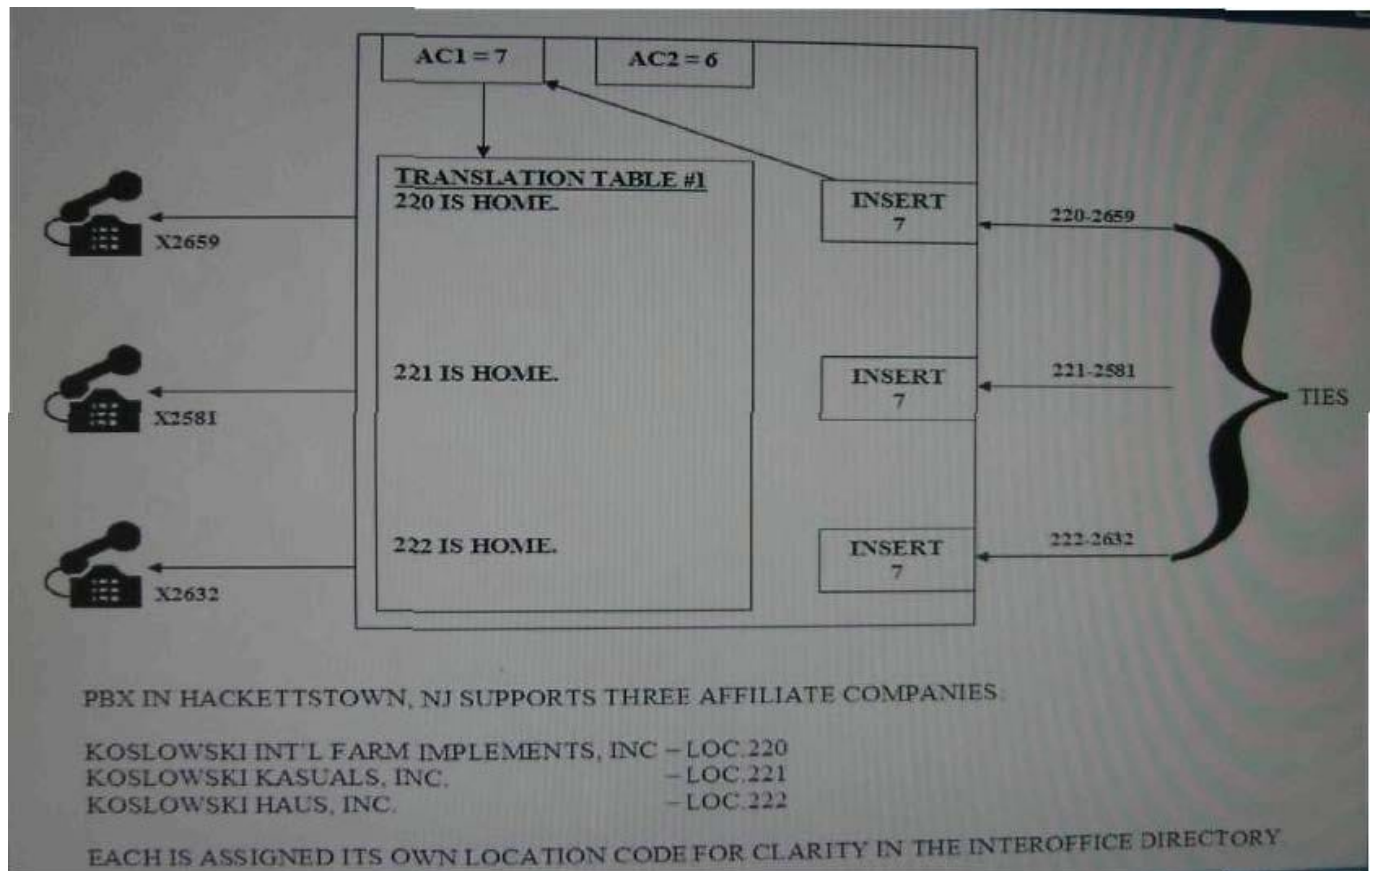 AC1 = 7
AC2 = 6
TRANSLATION TABLE #1
220 IS HOME.
INSERT
7
220-2659
X2659
221 IS HOME.
INSERT
7
221-2581
TIES
X2581
222 IS HOME.
INSERT
7
222-2632
X2632
PBX IN HACKETTSTOWN, NJ SUPPORTS THREE AFFILIATE COMPANIES.
KOSLOWSKI INT'L FARM IMPLEMENTS, INC – LOC.220
KOSLOWSKI KASUALS, INC. – LOC.221
KOSLOWSKI HAUS, INC. – LOC.222
EACH IS ASSIGNED ITS OWN LOCATION CODE FOR CLARITY IN THE INTEROFFICE DIRECTORY